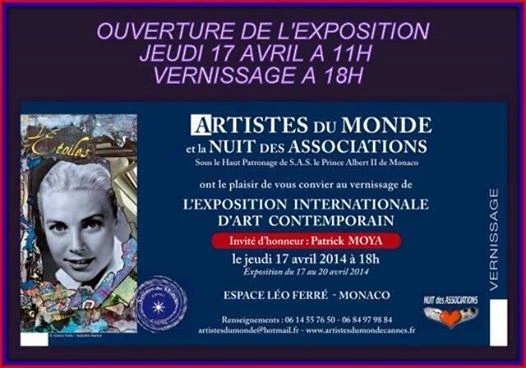 OUVERTURE DE L'EXPOSITION
JEUDI 17 AVRIL A 11H
VERNISSAGE A 18H
Étoiles
ARTISTES DU MONDE
et la NUIT DES ASSOCIATIONS
Sous le Haut Patronage de S.A.S. le Prince Albert II de Monaco
ont le plaisir de vous convier au vernissage de
L'EXPOSITION INTERNATIONALE
D'ART CONTEMPORAIN
Invité d'honneur : Patrick MOYA
le jeudi 17 avril 2014 à 18h
Exposition du 17 au 20 avril 2014
ESPACE LÉO FERRÉ - MONACO
Renseignements : 06 14 55 76 50 - 06 84 97 98 84
artistesdumonde@hotmail.fr - www.artistesdumondecannes.fr
VERNISSAGE
NUIT des ASSOCIATIONS